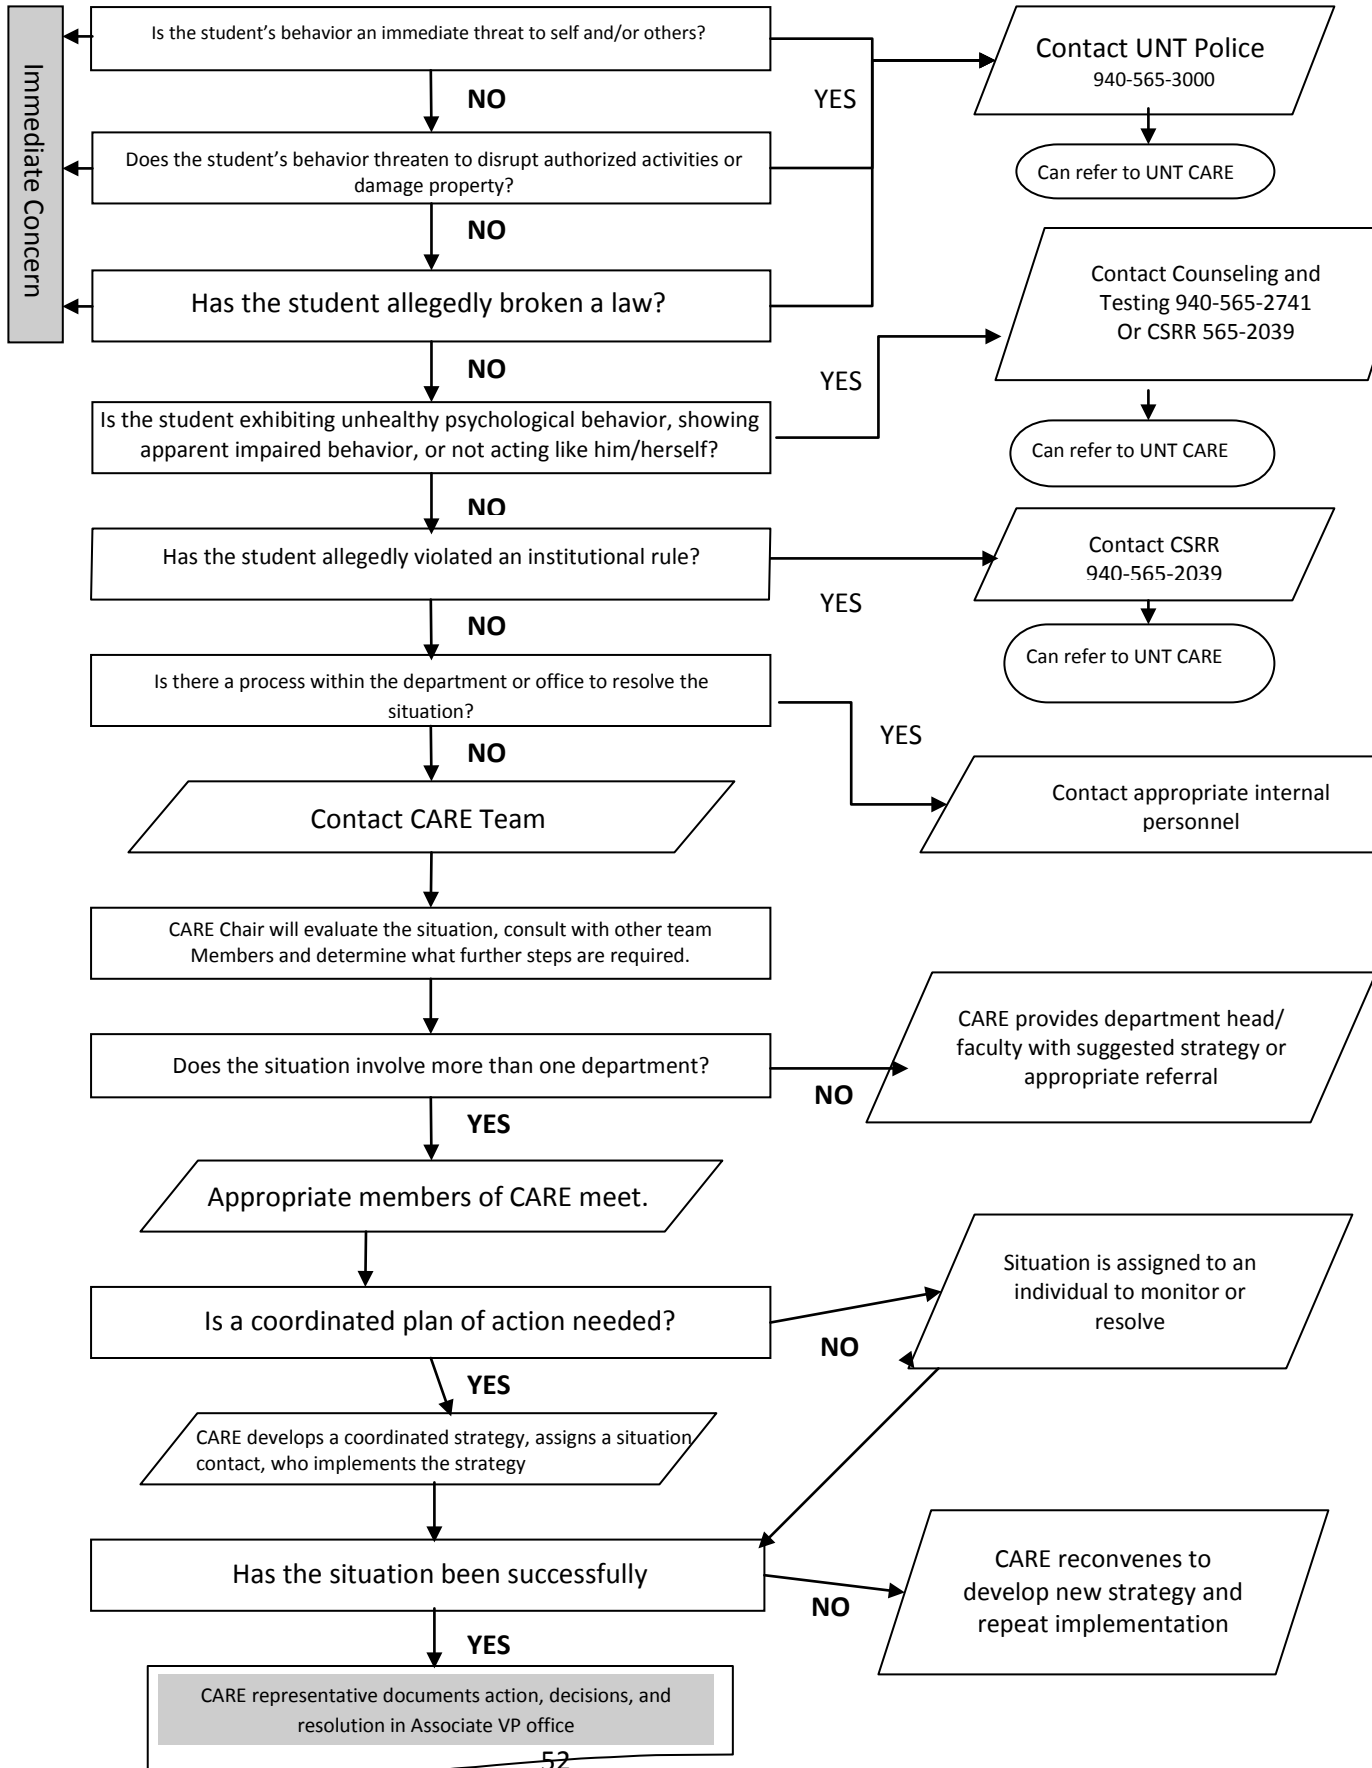 Immediate Concern
Is the student's behavior an immediate threat to self and/or others?
YES
Contact UNT Police
940-565-3000
NO
Can refer to UNT CARE
Does the student's behavior threaten to disrupt authorized activities or
damage property?
NO
Has the student allegedly broken a law?
Contact Counseling and
Testing 940-565-2741
Or CSRR 565-2039
NO
YES
Is the student exhibiting unhealthy psychological behavior, showing
apparent impaired behavior, or not acting like him/herself?
Can refer to UNT CARE
NO
Has the student allegedly violated an institutional rule?
YES
Contact CSRR
940-565-2039
NO
Can refer to UNT CARE
Is there a process within the department or office to resolve the
situation?
YES
NO
Contact appropriate internal
personnel
Contact CARE Team
CARE Chair will evaluate the situation, consult with other team
Members and determine what further steps are required.
Does the situation involve more than one department?
NO
CARE provides department head/
faculty with suggested strategy or
appropriate referral
YES
Appropriate members of CARE meet.
Is a coordinated plan of action needed?
NO
Situation is assigned to an
individual to monitor or
resolve
YES
CARE develops a coordinated strategy, assigns a situation
contact, who implements the strategy
Has the situation been successfully
NO
CARE reconvenes to
develop new strategy and
repeat implementation
YES
CARE representative documents action, decisions, and
resolution in Associate VP office
52